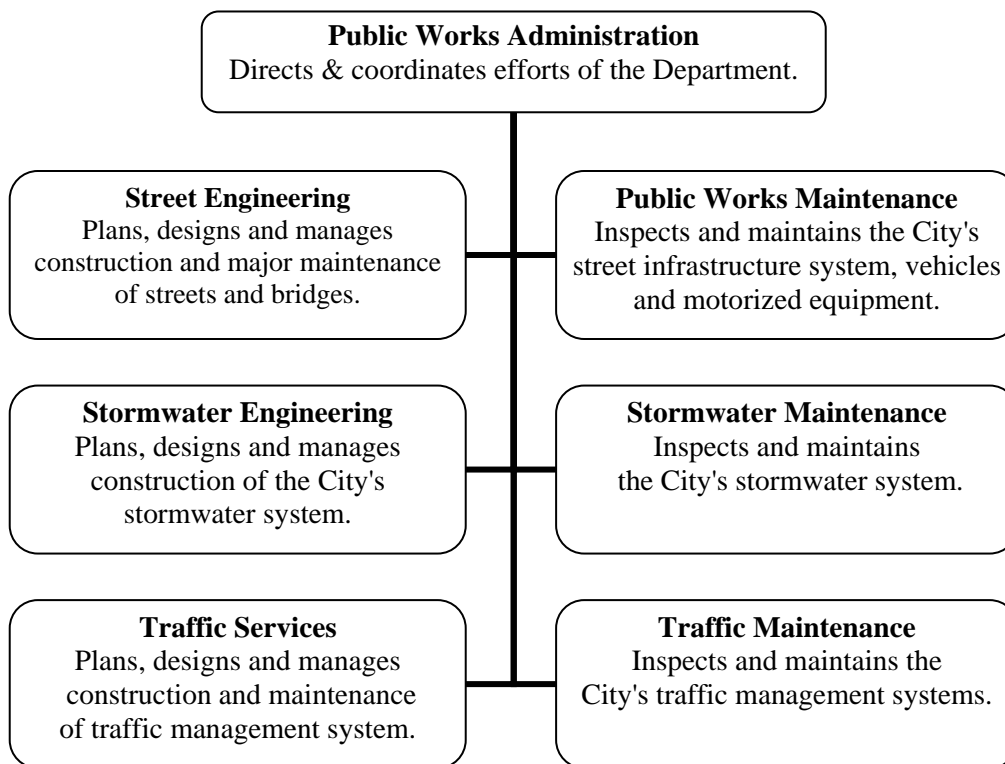 Public Works Administration
Directs & coordinates efforts of the Department.
Street Engineering
Plans, designs and manages
construction and major maintenance
of streets and bridges.
Public Works Maintenance
Inspects and maintains the City's
street infrastructure system, vehicles
and motorized equipment.
Stormwater Engineering
Plans, designs and manages
construction of the City's
stormwater system.
Stormwater Maintenance
Inspects and maintains
the City's stormwater system.
Traffic Services
Plans, designs and manages
construction and maintenance
of traffic management system.
Traffic Maintenance
Inspects and maintains the
City's traffic management systems.